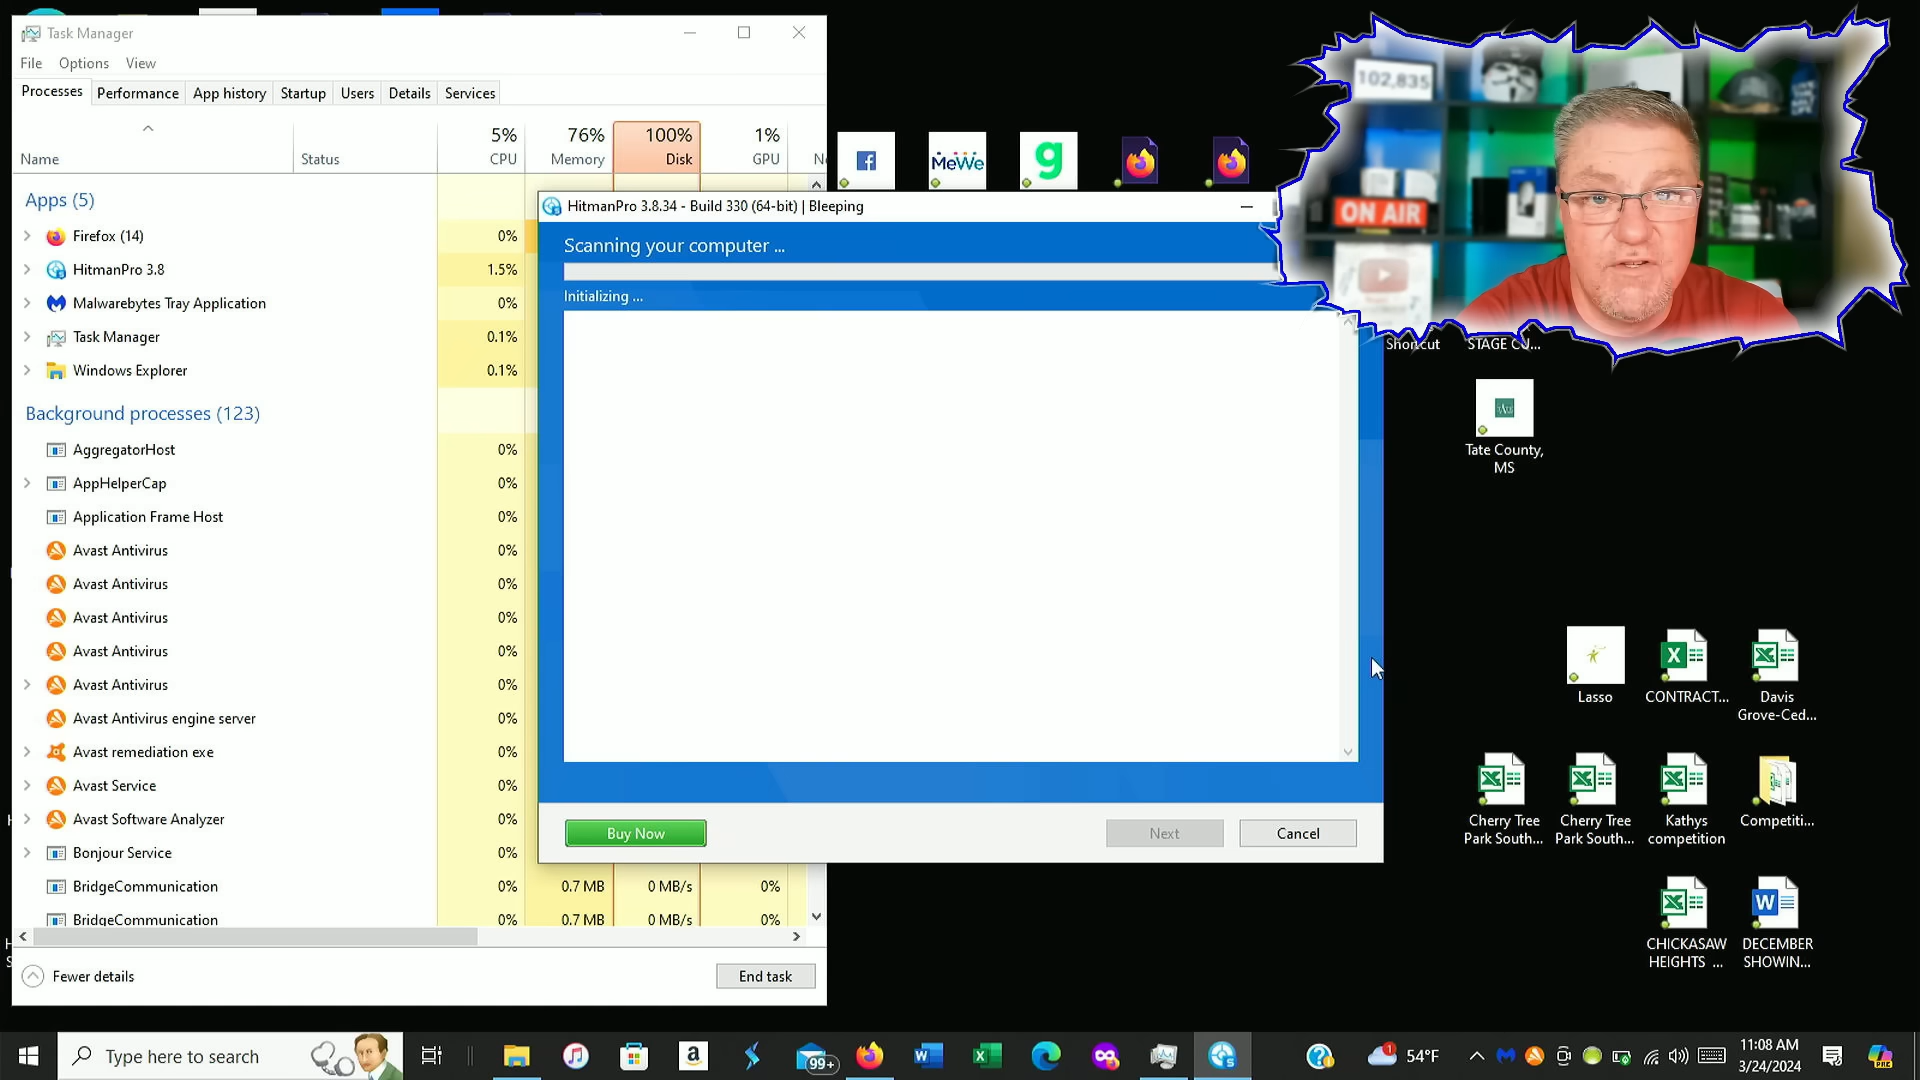 Task Manager
File Options View
Processes Performance App history Startup Users Details Services
5% 76% 100% 1%
Name Status CPU Memory Disk GPU
Apps (5)
Firefox (14) 0%
HitmanPro 3.8 1.5%
Malwarebytes Tray Application 0%
Task Manager 0.1%
Windows Explorer 0.1%
Background processes (123)
AggregatorHost 0%
AppHelperCap 0%
Application Frame Host 0%
Avast Antivirus 0%
Avast Antivirus 0%
Avast Antivirus 0%
Avast Antivirus 0%
Avast Antivirus 0%
Avast Antivirus engine server 0%
Avast remediation exe 0%
Avast Service 0%
Avast Software Analyzer 0%
Bonjour Service 0%
BridgeCommunication 0% 0.7 MB 0 MB/s 0%
BridgeCommunication 0% 0.7 MB 0 MB/s 0%
Fewer details
End task
HitmanPro 3.8.34 - Build 330 (64-bit) | Bleeping
Scanning your computer ...
Initializing ...
Buy Now
Next
Cancel
MeWe
g
102,835
ON AIR
Shortcut
STAGE CU...
Tate County,
MS
Lasso
CONTRACT...
Davis
Grove-Ced...
Cherry Tree
Park South...
Cherry Tree
Park South...
Kathys
competition
Competiti...
CHICKASAW
HEIGHTS ...
DECEMBER
SHOWIN...
Type here to search
99+
54°F
11:08 AM
3/24/2024